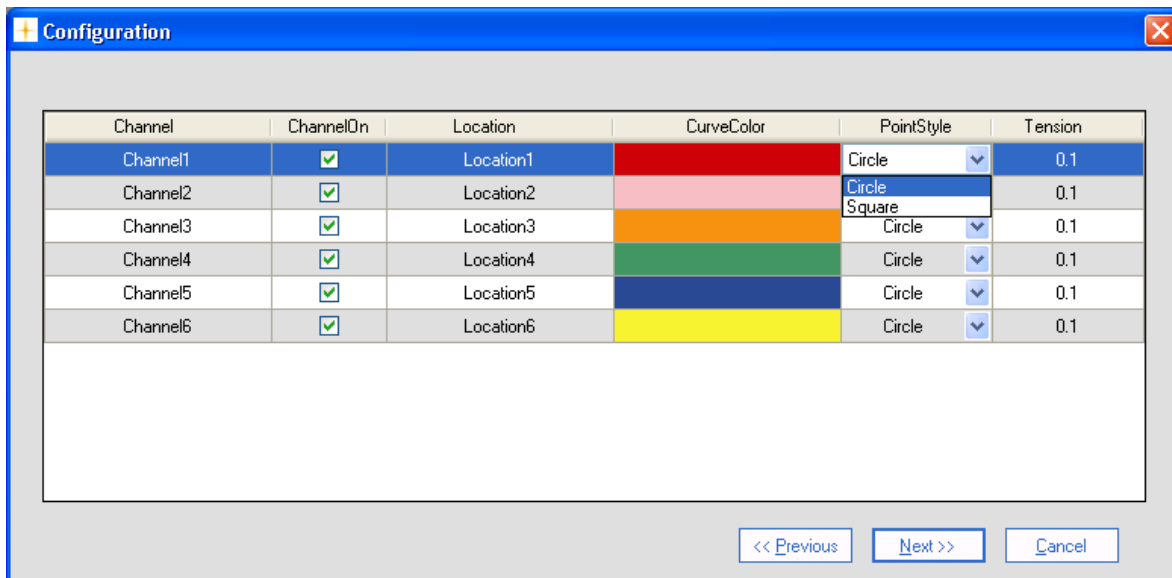 Configuration
Channel ChannelOn Location CurveColor PointStyle Tension
Channel1 Location1 Circle 0.1
Channel2 Location2 Circle 0.1
Square
Channel3 Location3 Circle 0.1
Channel4 Location4 Circle 0.1
Channel5 Location5 Circle 0.1
Channel6 Location6 Circle 0.1
<< Previous Next >> Cancel